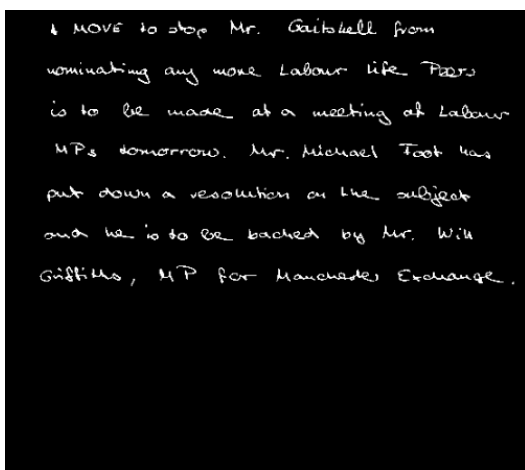 A MOVE to stop Mr. Gaitskell from
nominating any more Labour life Peers
is to be made at a meeting of Labour
MPs tomorrow. Mr. Michael Foot has
put down a resolution on the subject
and he is to be backed by Mr. Will
Griffiths, MP for Manchester Exchange.